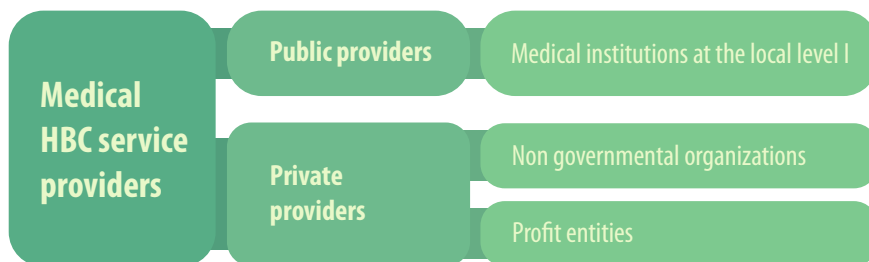 Medical
HBC service
providers
Public providers
Medical institutions at the local level I
Private
providers
Non governmental organizations
Profit entities